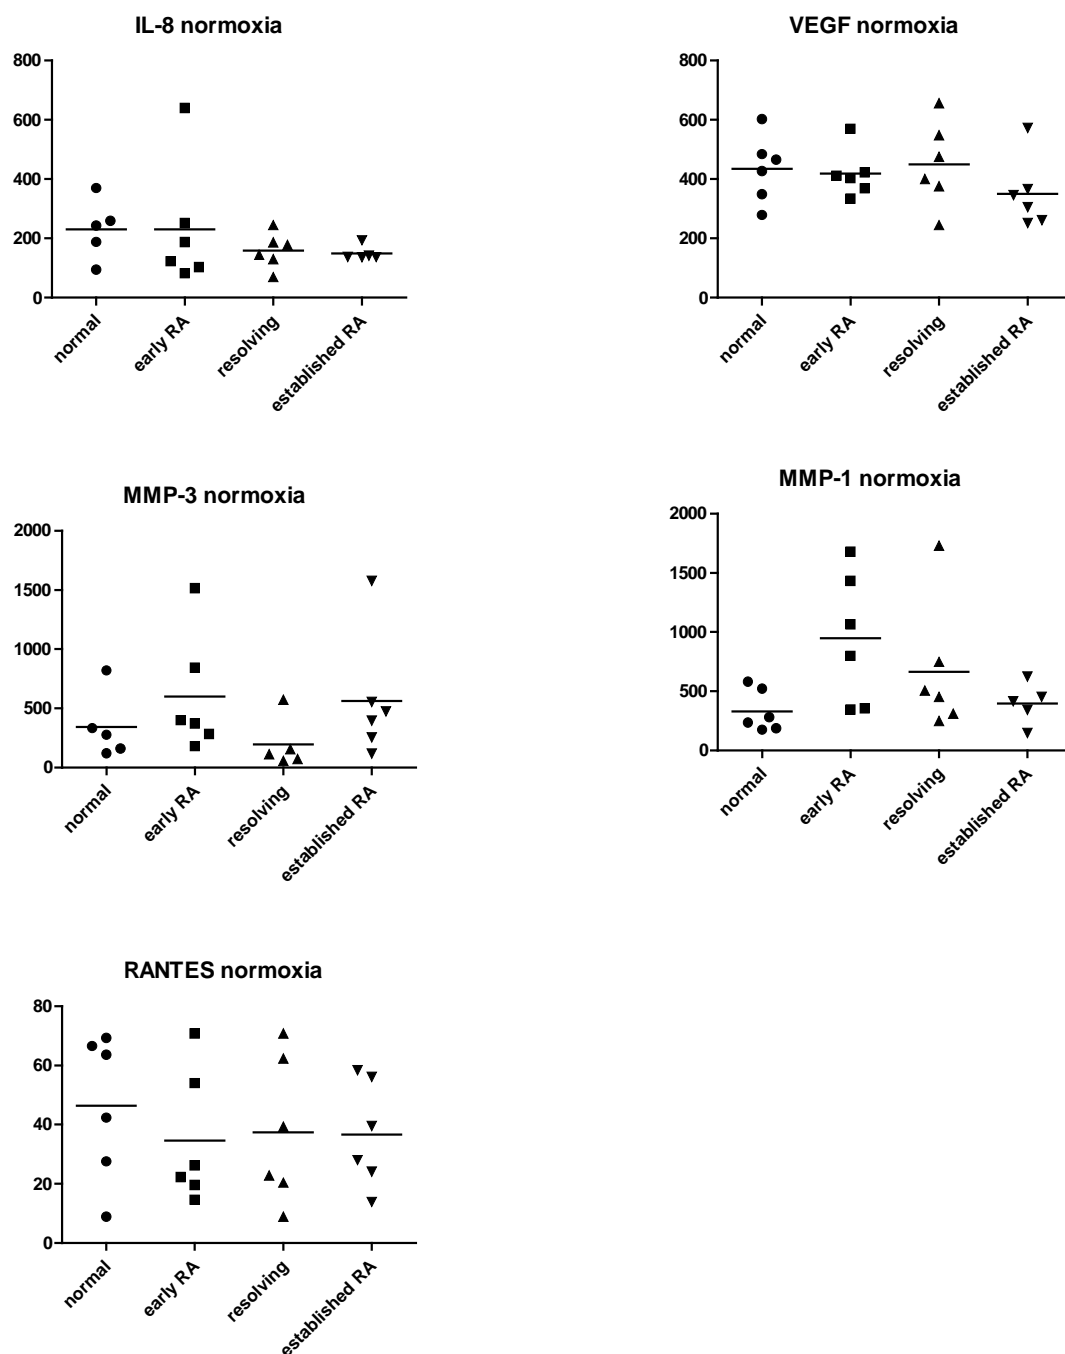 IL-8 normoxia
800
600
400
200
0
normal
early RA
resolving
established RA
VEGF normoxia
800
600
400
200
0
normal
early RA
resolving
established RA
MMP-3 normoxia
2000
1500
1000
500
0
normal
early RA
resolving
established RA
MMP-1 normoxia
2000
1500
1000
500
0
normal
early RA
resolving
established RA
RANTES normoxia
80
60
40
20
0
normal
early RA
resolving
established RA